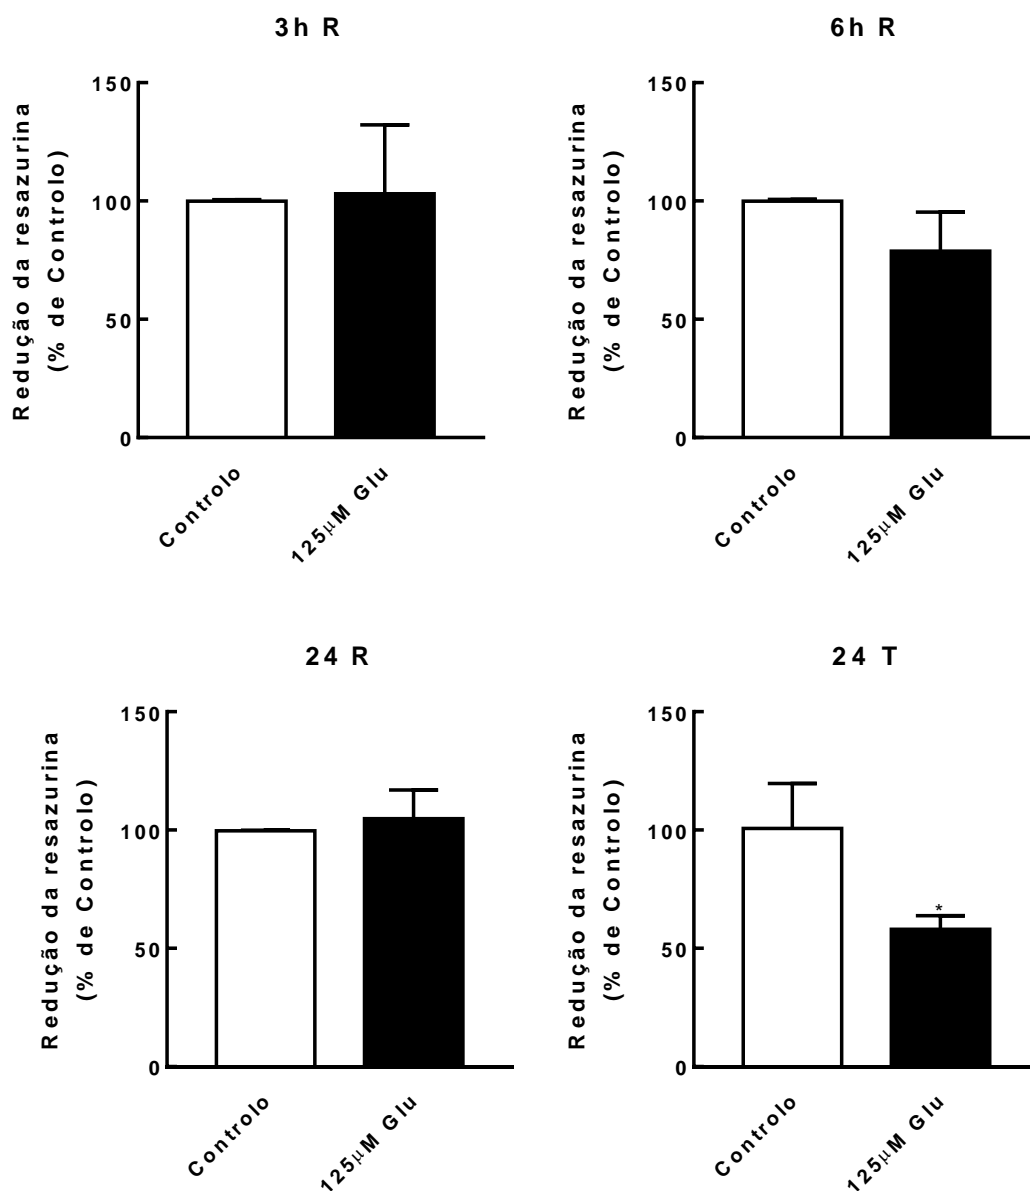 3h R
Redução da resazurina
(% de Controlo)
150
100
50
0
Controlo
125μM Glu
6h R
Redução da resazurina
(% de Controlo)
150
100
50
0
Controlo
125μM Glu
24 R
Redução da resazurina
(% de Controlo)
150
100
50
0
Controlo
125μM Glu
24 T
Redução da resazurina
(% de Controlo)
150
100
50
0
*
Controlo
125μM Glu